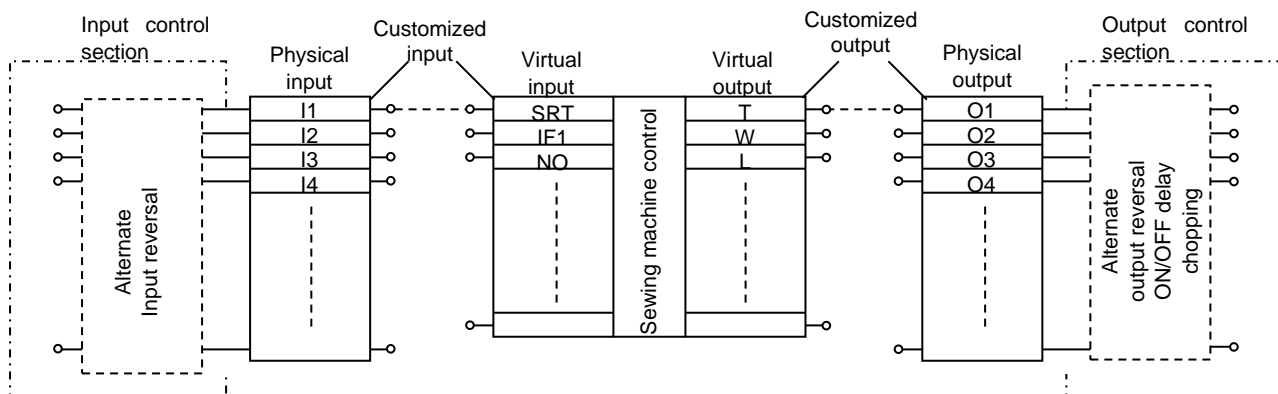 Input control
section
Physical
input
Customized
input
Virtual
input
Virtual
output
Customized
output
Physical
output
Output control
section
I1
I2
I3
I4
SRT
IF1
NO
T
W
L
O1
O2
O3
O4
Alternate
Input reversal
Sewing machine control
Alternate
output reversal
ON/OFF delay
chopping